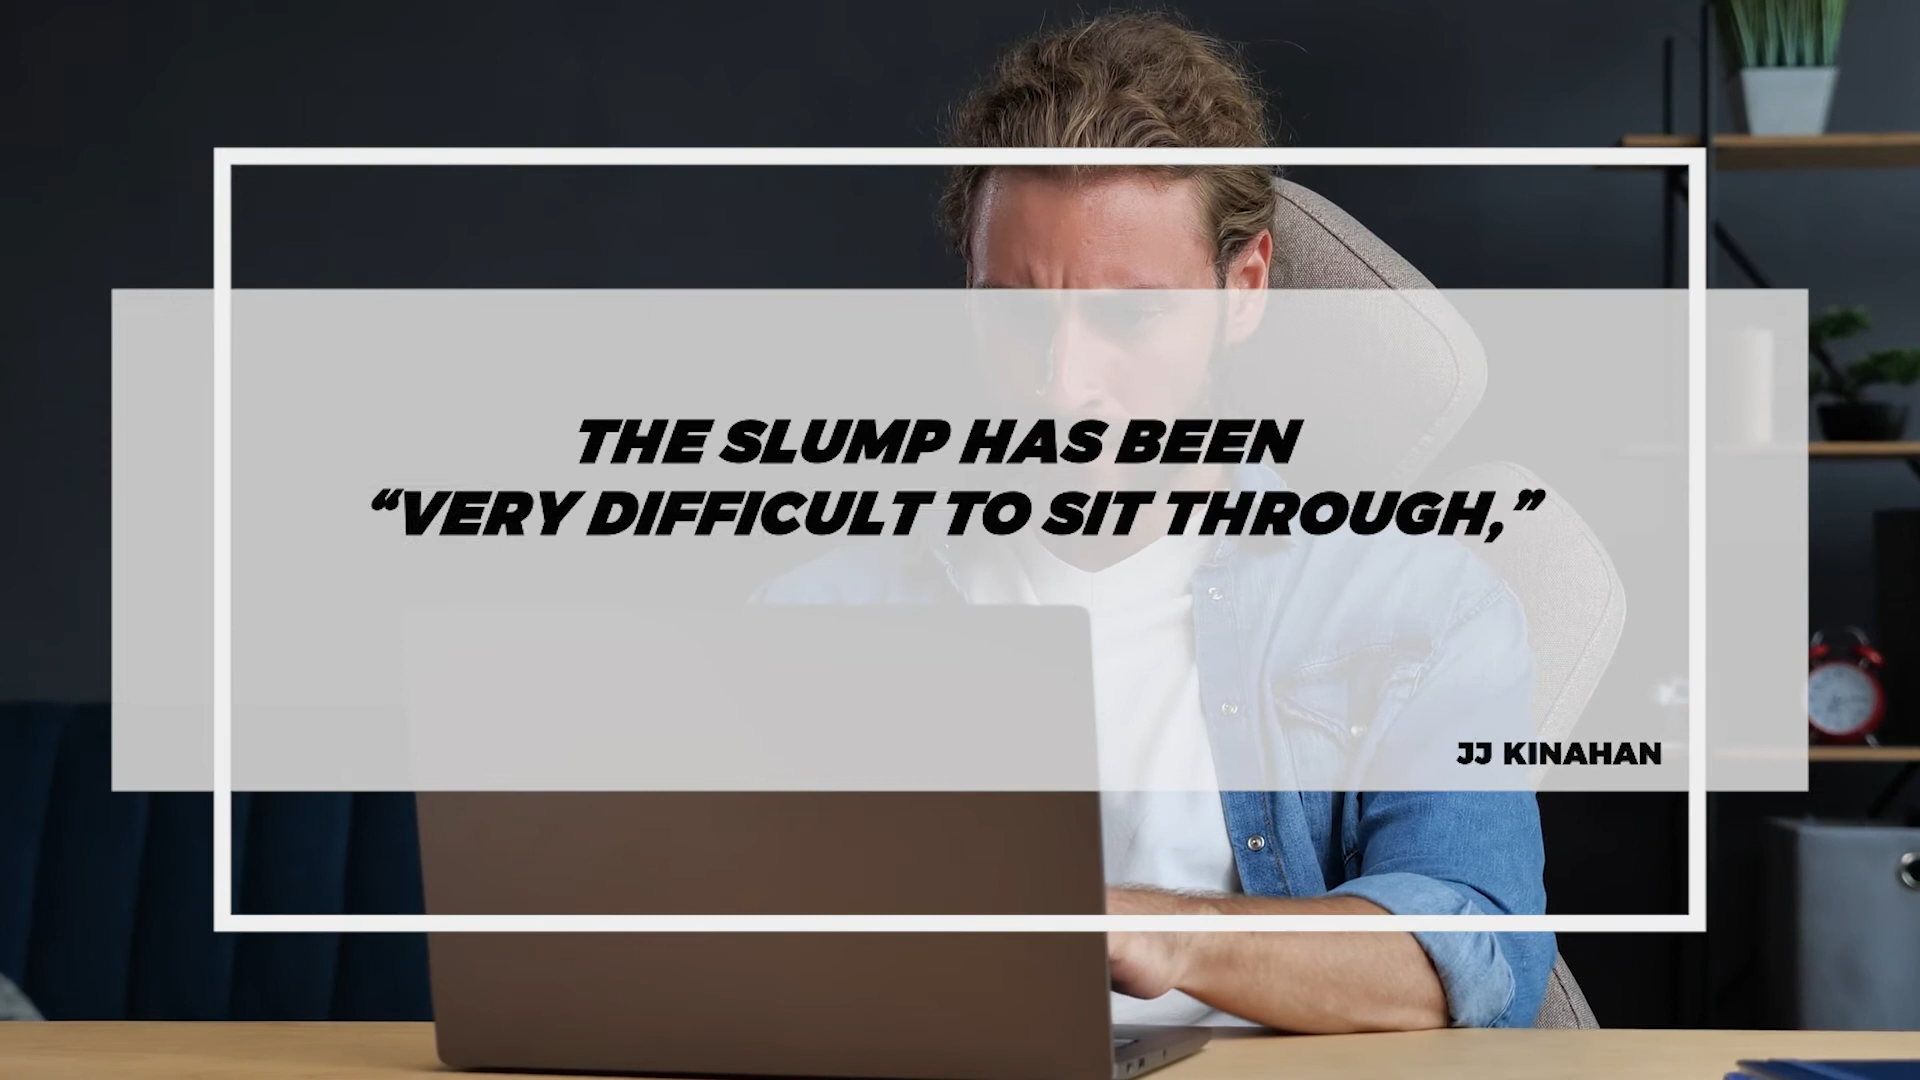 THE SLUMP HAS BEEN
“VERY DIFFICULT TO SIT THROUGH,”
JJ KINAHAN